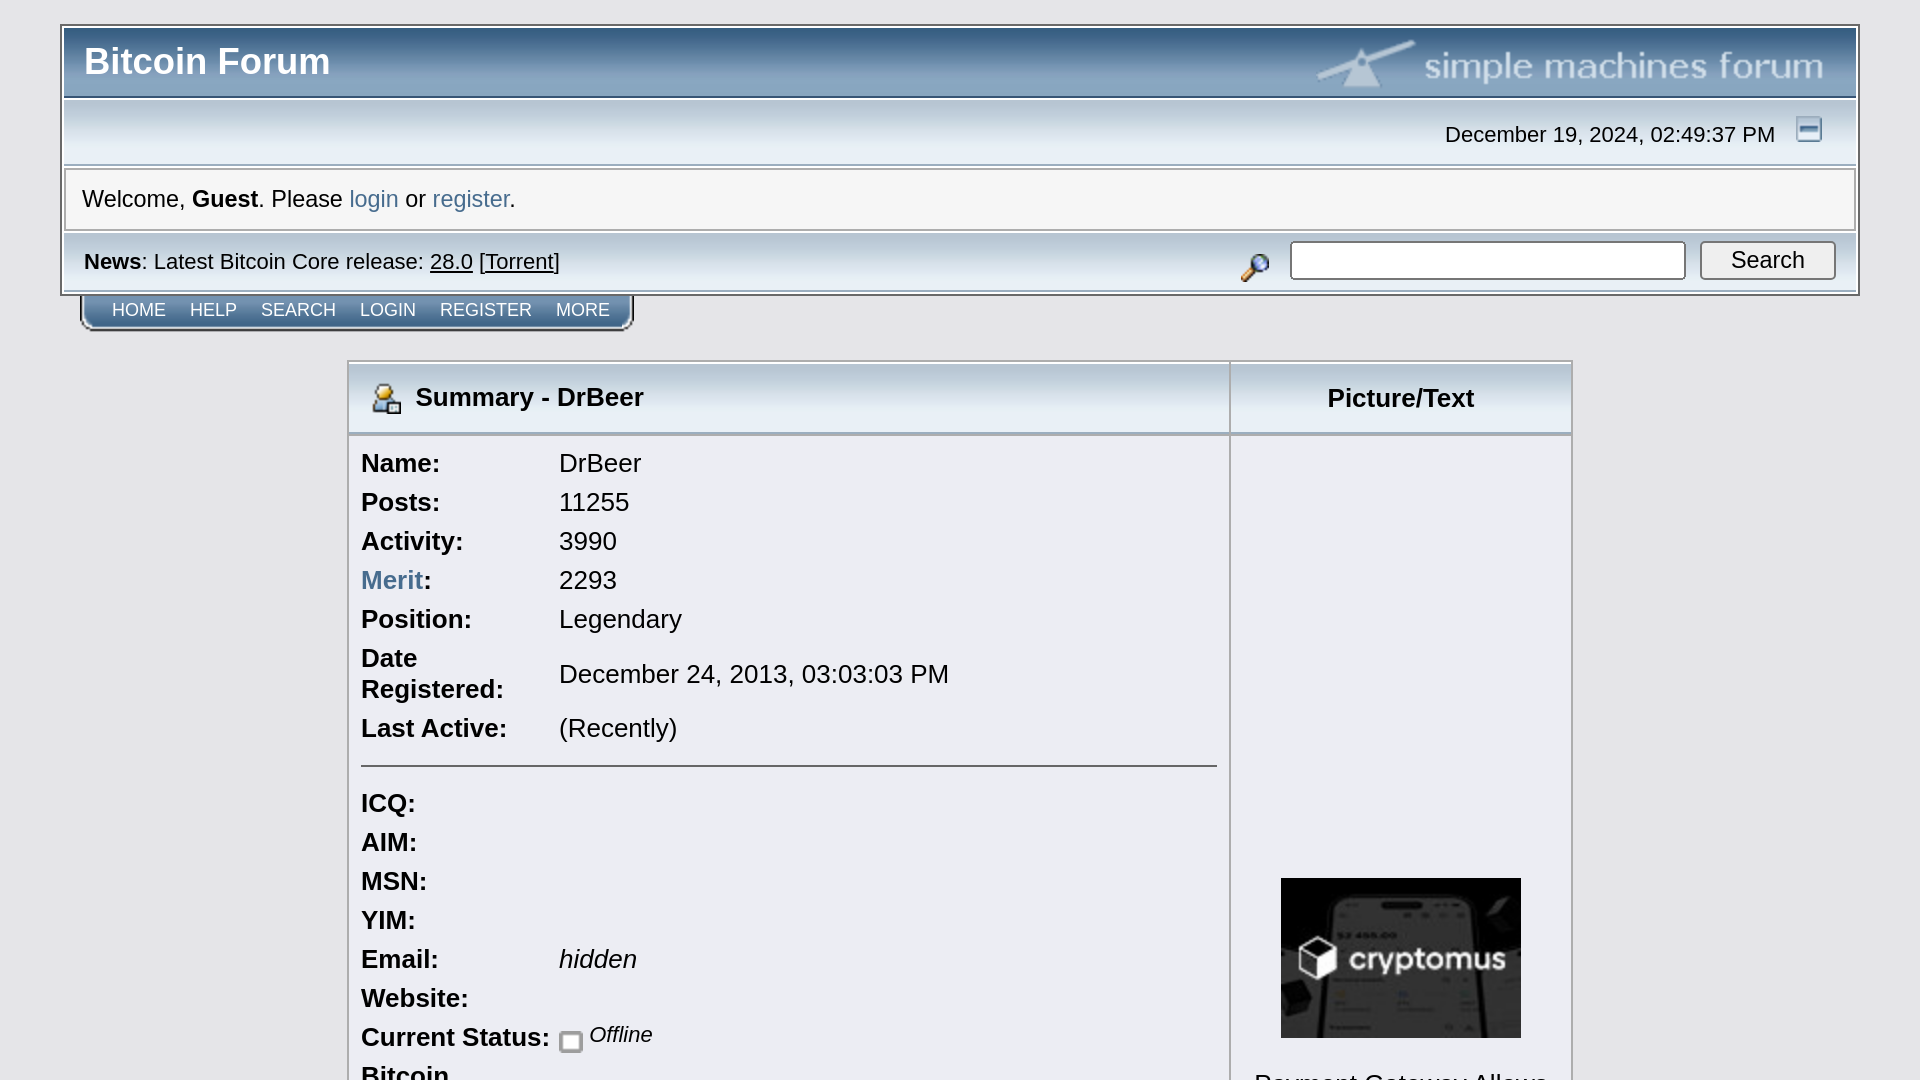 Bitcoin Forum
simple machines forum
December 19, 2024, 02:49:37 PM
Welcome, Guest. Please login or register.
News: Latest Bitcoin Core release: 28.0 [Torrent]
Search
HOME HELP SEARCH LOGIN REGISTER MORE
Summary - DrBeer
Picture/Text
Name: DrBeer
Posts: 11255
Activity: 3990
Merit: 2293
Position: Legendary
Date
Registered: December 24, 2013, 03:03:03 PM
Last Active: (Recently)
ICQ:
AIM:
MSN:
YIM:
Email: hidden
cryptomus
Website:
Current Status: Offline
Bitcoin
Payment Gateway Allows